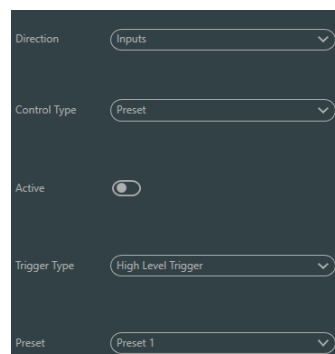 Direction Inputs
Control Type Preset
Active
Trigger Type High Level Trigger
Preset Preset 1